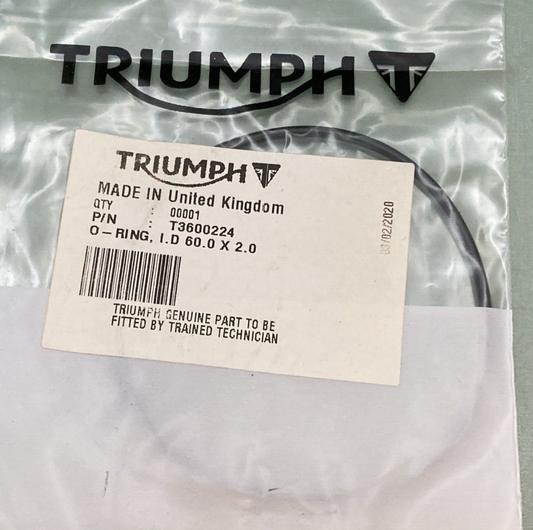 TRIUMPH
TRIUMPH
MADE IN United Kingdom
QTY : 00001
P/N : T3600224
O-RING, I.D 60.0 X 2.0
TRIUMPH GENUINE PART TO BE
FITTED BY TRAINED TECHNICIAN
/02/2020